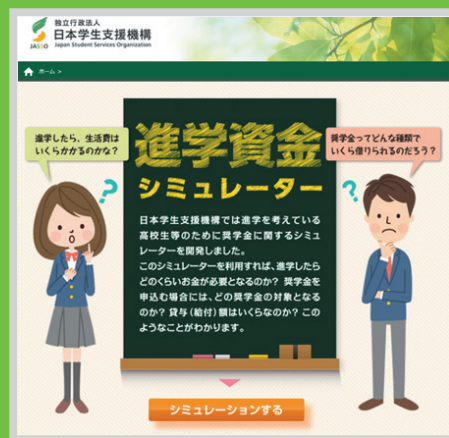 独立行政法人
日本学生支援機構
JASSO Japan Student Services Organization
ホーム >
進学したら、生活費は
いくらかかるのかな？
奨学金ってどんな種類で
いくら借りられるのだろう？
進学資金
シミュレーター
日本学生支援機構では進学を考えている
高校生等のために奨学金に関するシミュ
レーターを開発しました。
このシミュレーターを利用すれば、進学したら
どのくらいお金が必要となるのか？ 奨学金を
申込む場合には、どの奨学金の対象となる
のか？ 貸与（給付）額はいくらなのか？ この
ようなことがわかります。
シミュレーションする